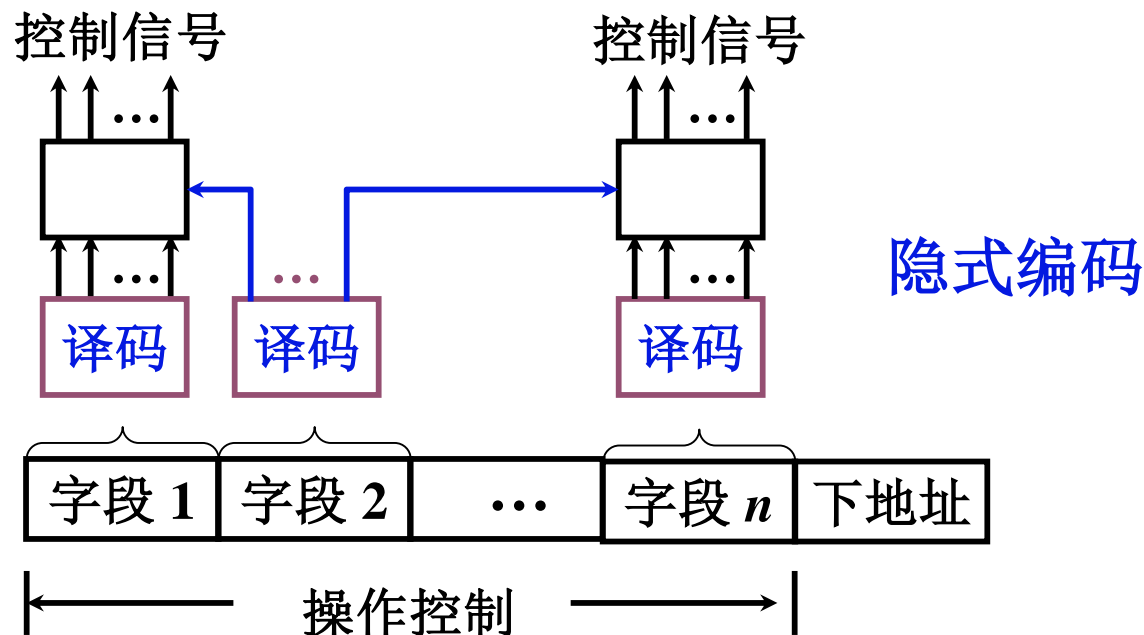 控制信号 控制信号
… …
… … …
隐式编码
译码 译码 译码
字段 1 字段 2 … 字段 n 下地址
操作控制